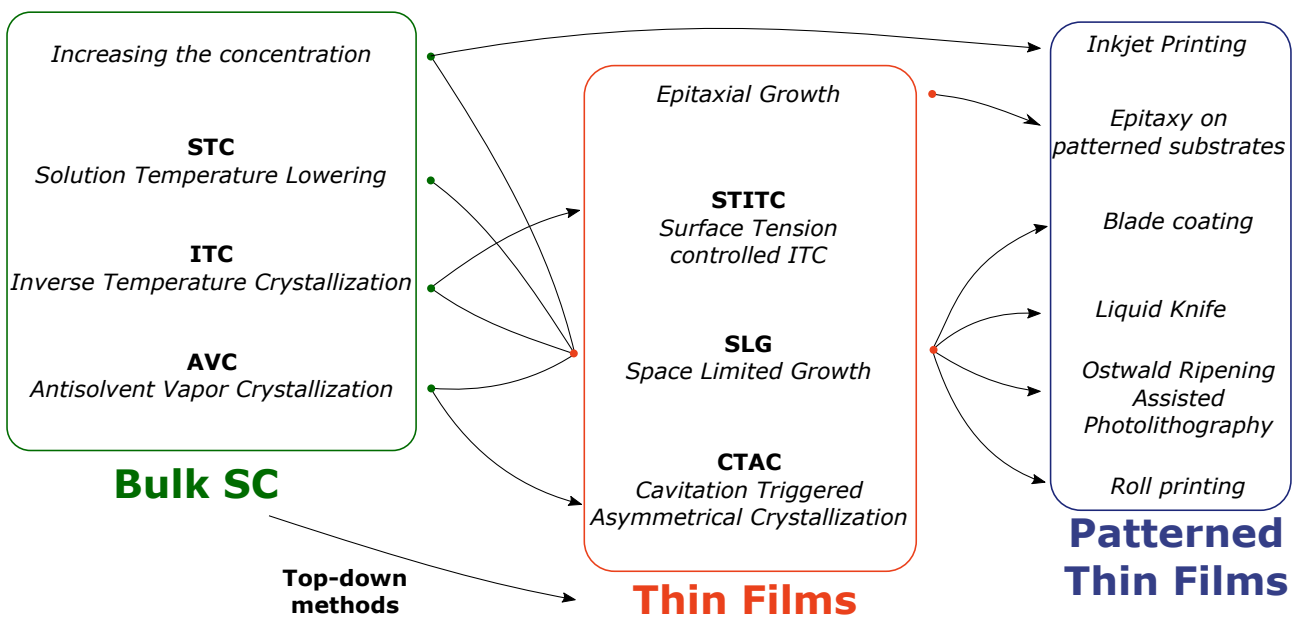 Increasing the concentration
STC
Solution Temperature Lowering
ITC
Inverse Temperature Crystallization
AVC
Antisolvent Vapor Crystallization
Bulk SC
Top-down
methods
Epitaxial Growth
STITC
Surface Tension
controlled ITC
SLG
Space Limited Growth
CTAC
Cavitation Triggered
Asymmetrical Crystallization
Thin Films
Inkjet Printing
Epitaxy on
patterned substrates
Blade coating
Liquid Knife
Ostwald Ripening
Assisted
Photolithography
Roll printing
Patterned
Thin Films